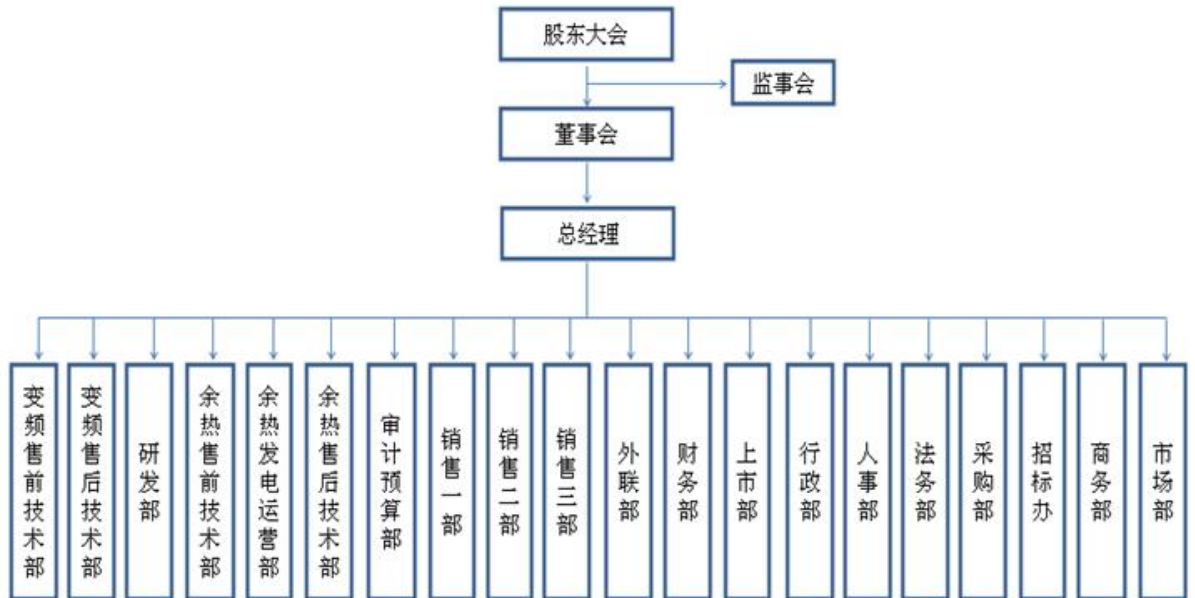 股东大会
监事会
董事会
总经理
变频售前技术部
变频售后技术部
研发部
余热售前技术部
余热发电运营部
余热售后技术部
审计预算部
销售一部
销售二部
销售三部
外联部
财务部
上市部
行政部
人事部
法务部
采购部
招标办
商务部
市场部